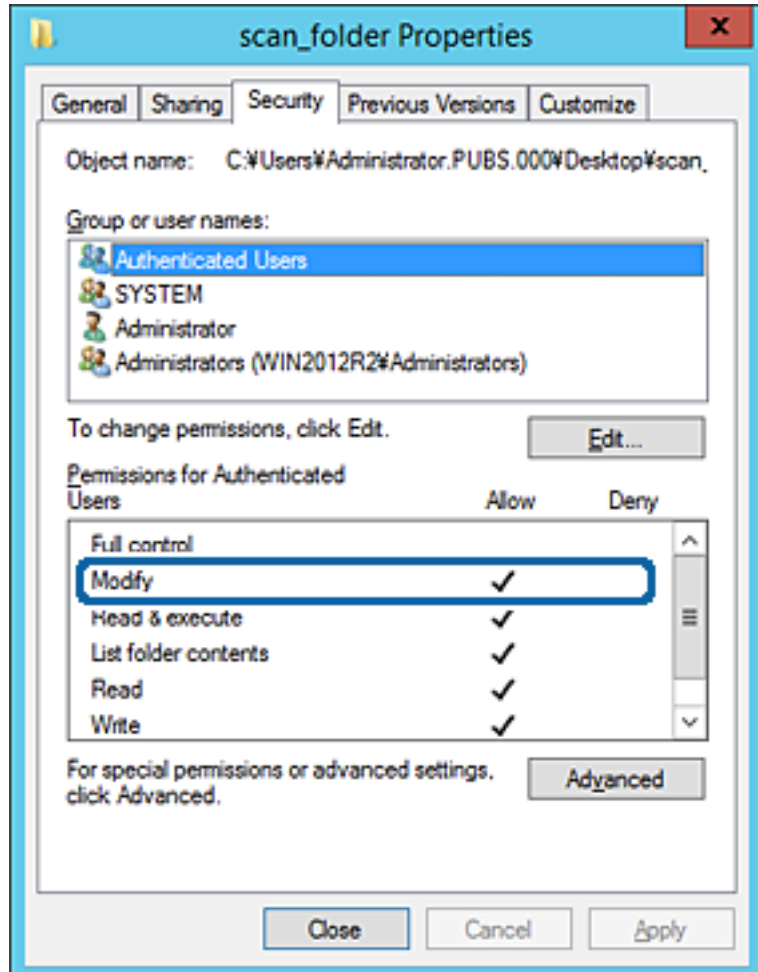 scan_folder Properties
x
General Sharing Security Previous Versions Customize
Object name: C:¥Users¥Administrator.PUBS.000¥Desktop¥scan_
Group or user names:
Authenticated Users
SYSTEM
Administrator
Administrators (WIN2012R2¥Administrators)
To change permissions, click Edit.
Edit...
Permissions for Authenticated
Users Allow Deny
Full control
Modify
Read & execute
List folder contents
Read
Write
For special permissions or advanced settings,
click Advanced.
Advanced
Close Cancel Apply